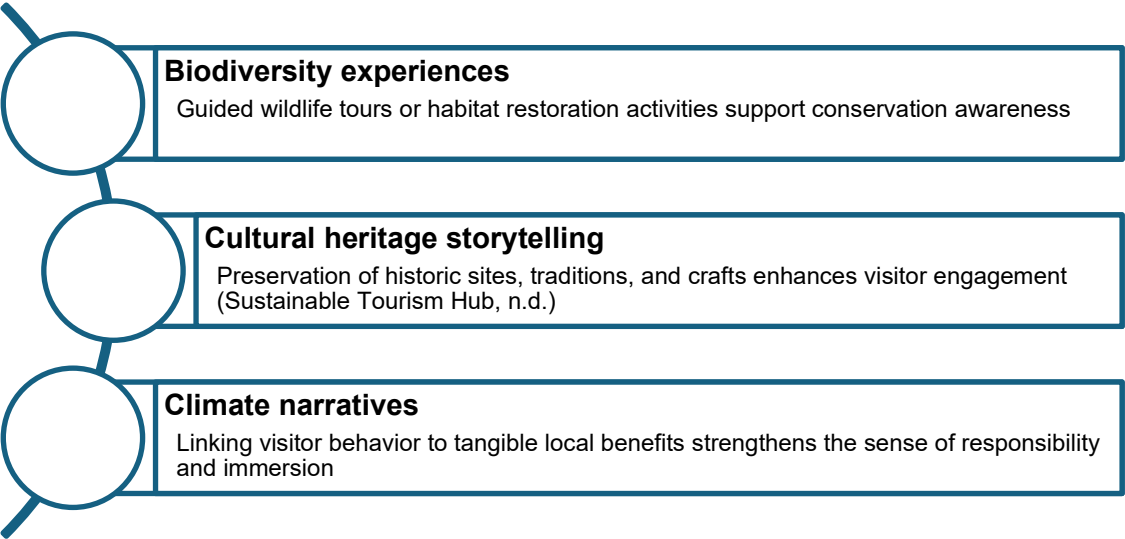 Biodiversity experiences
Guided wildlife tours or habitat restoration activities support conservation awareness
Cultural heritage storytelling
Preservation of historic sites, traditions, and crafts enhances visitor engagement
(Sustainable Tourism Hub, n.d.)
Climate narratives
Linking visitor behavior to tangible local benefits strengthens the sense of responsibility
and immersion